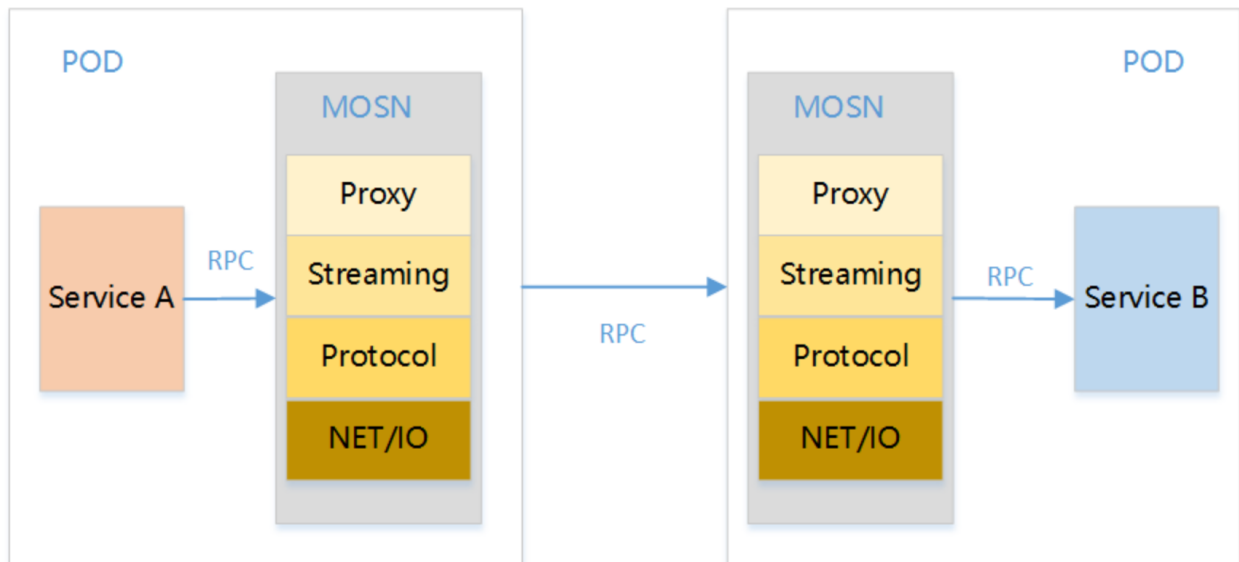 POD
MOSN
Proxy
Streaming
Protocol
NET/IO
Service A
RPC
RPC
POD
MOSN
Proxy
Streaming
Protocol
NET/IO
RPC
Service B